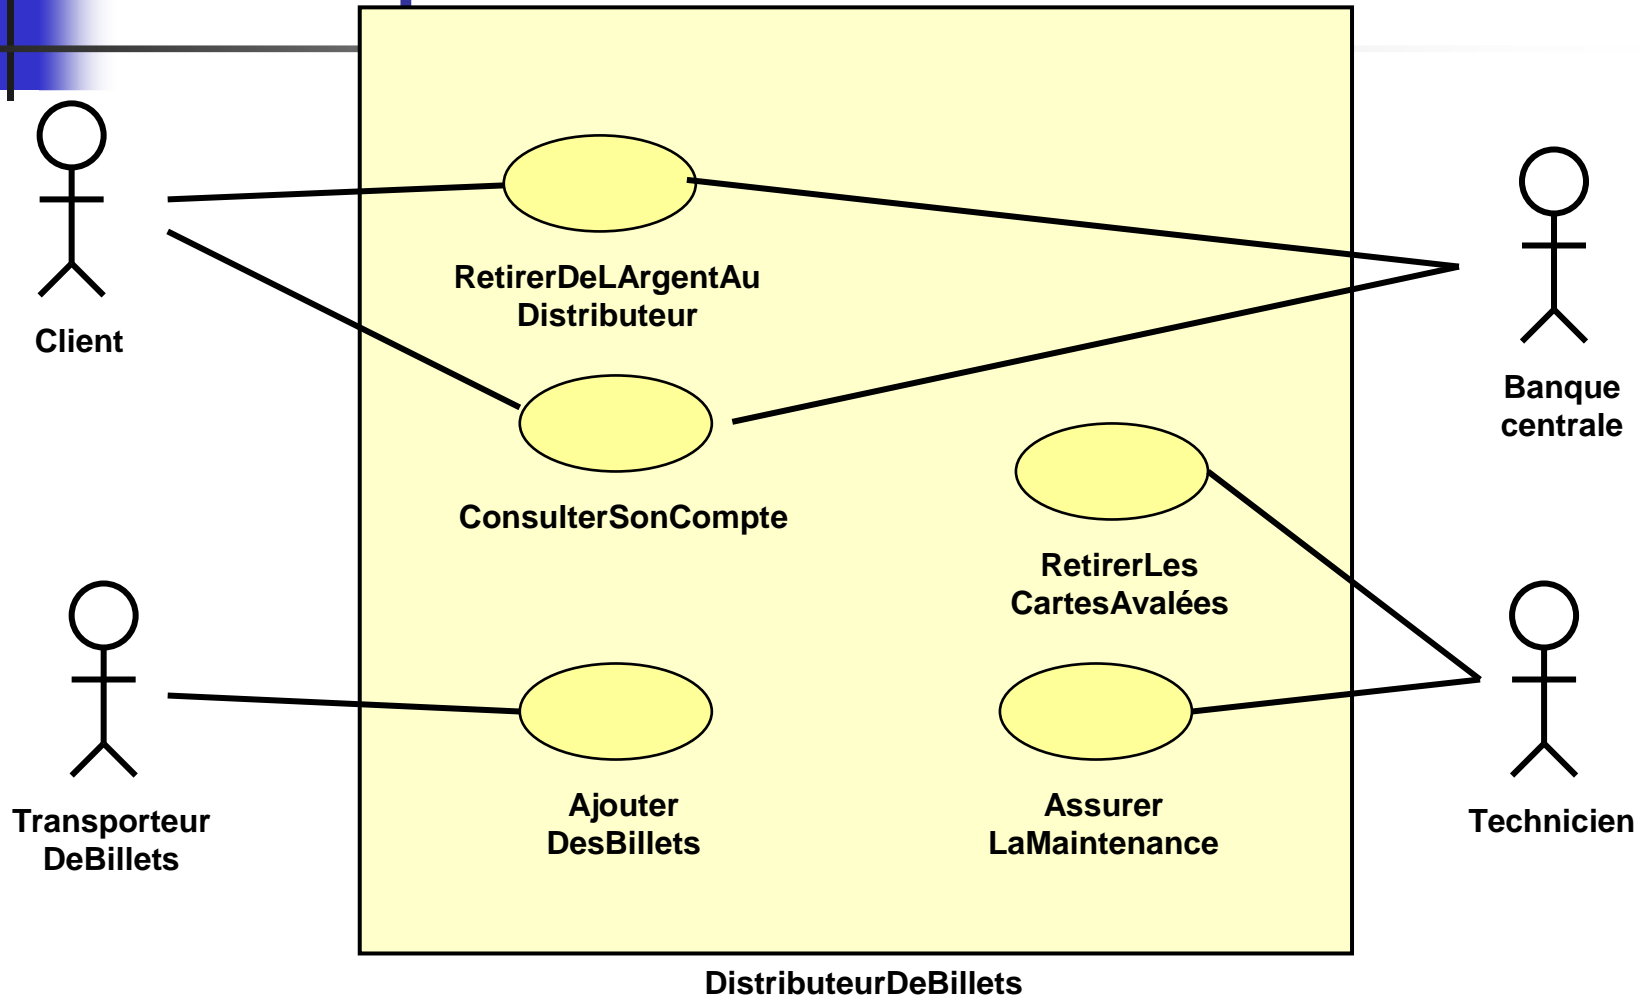 RetirerDeLArgentAu
Distributeur
Client
Banque
centrale
ConsulterSonCompte
RetirerLes
CartesAvalées
Transporteur
DeBillets
Ajouter
DesBillets
Assurer
LaMaintenance
Technicien
DistributeurDeBillets